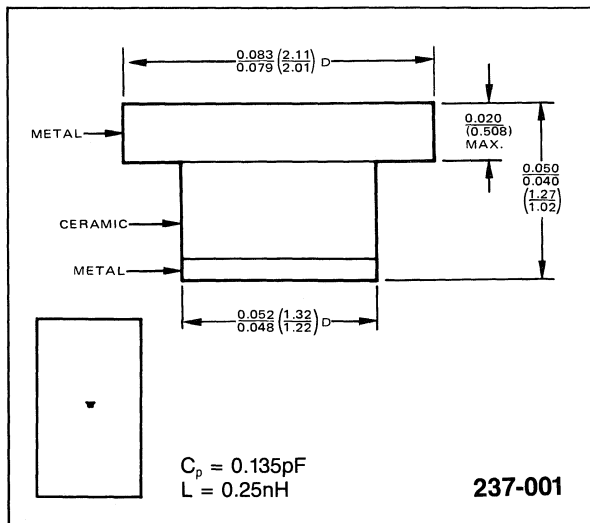 0.083 (2.11) D
0.079 (2.01)
METAL
0.020
(0.508)
MAX.
0.050
0.040
(1.27)
(1.02)
CERAMIC
METAL
0.052 (1.32) D
0.048 (1.22)
Cp = 0.135pF
L = 0.25nH
237-001